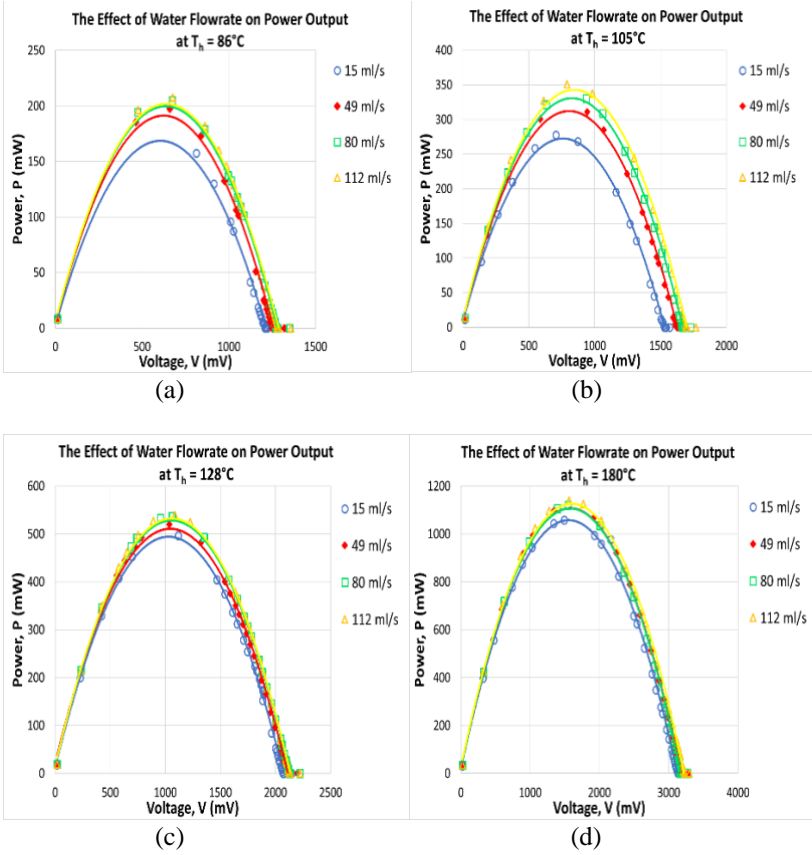 The Effect of Water Flowrate on Power Output
at Th = 86°C
250
200
150
100
50
0
0
500
1000
1500
Power, P (mW)
Voltage, V (mV)
15 ml/s
49 ml/s
80 ml/s
112 ml/s
(a)
The Effect of Water Flowrate on Power Output
at Th = 105°C
400
350
300
250
200
150
100
50
0
0
500
1000
1500
2000
Power, P (mW)
Voltage, V (mV)
15 ml/s
49 ml/s
80 ml/s
112 ml/s
(b)
The Effect of Water Flowrate on Power Output
at Th = 128°C
600
500
400
300
200
100
0
0
500
1000
1500
2000
2500
Power, P (mW)
Voltage, V (mV)
15 ml/s
49 ml/s
80 ml/s
112 ml/s
(c)
The Effect of Water Flowrate on Power Output
at Th = 180°C
1200
1000
800
600
400
200
0
0
1000
2000
3000
4000
Power, P (mW)
Voltage, V (mV)
15 ml/s
49 ml/s
80 ml/s
112 ml/s
(d)